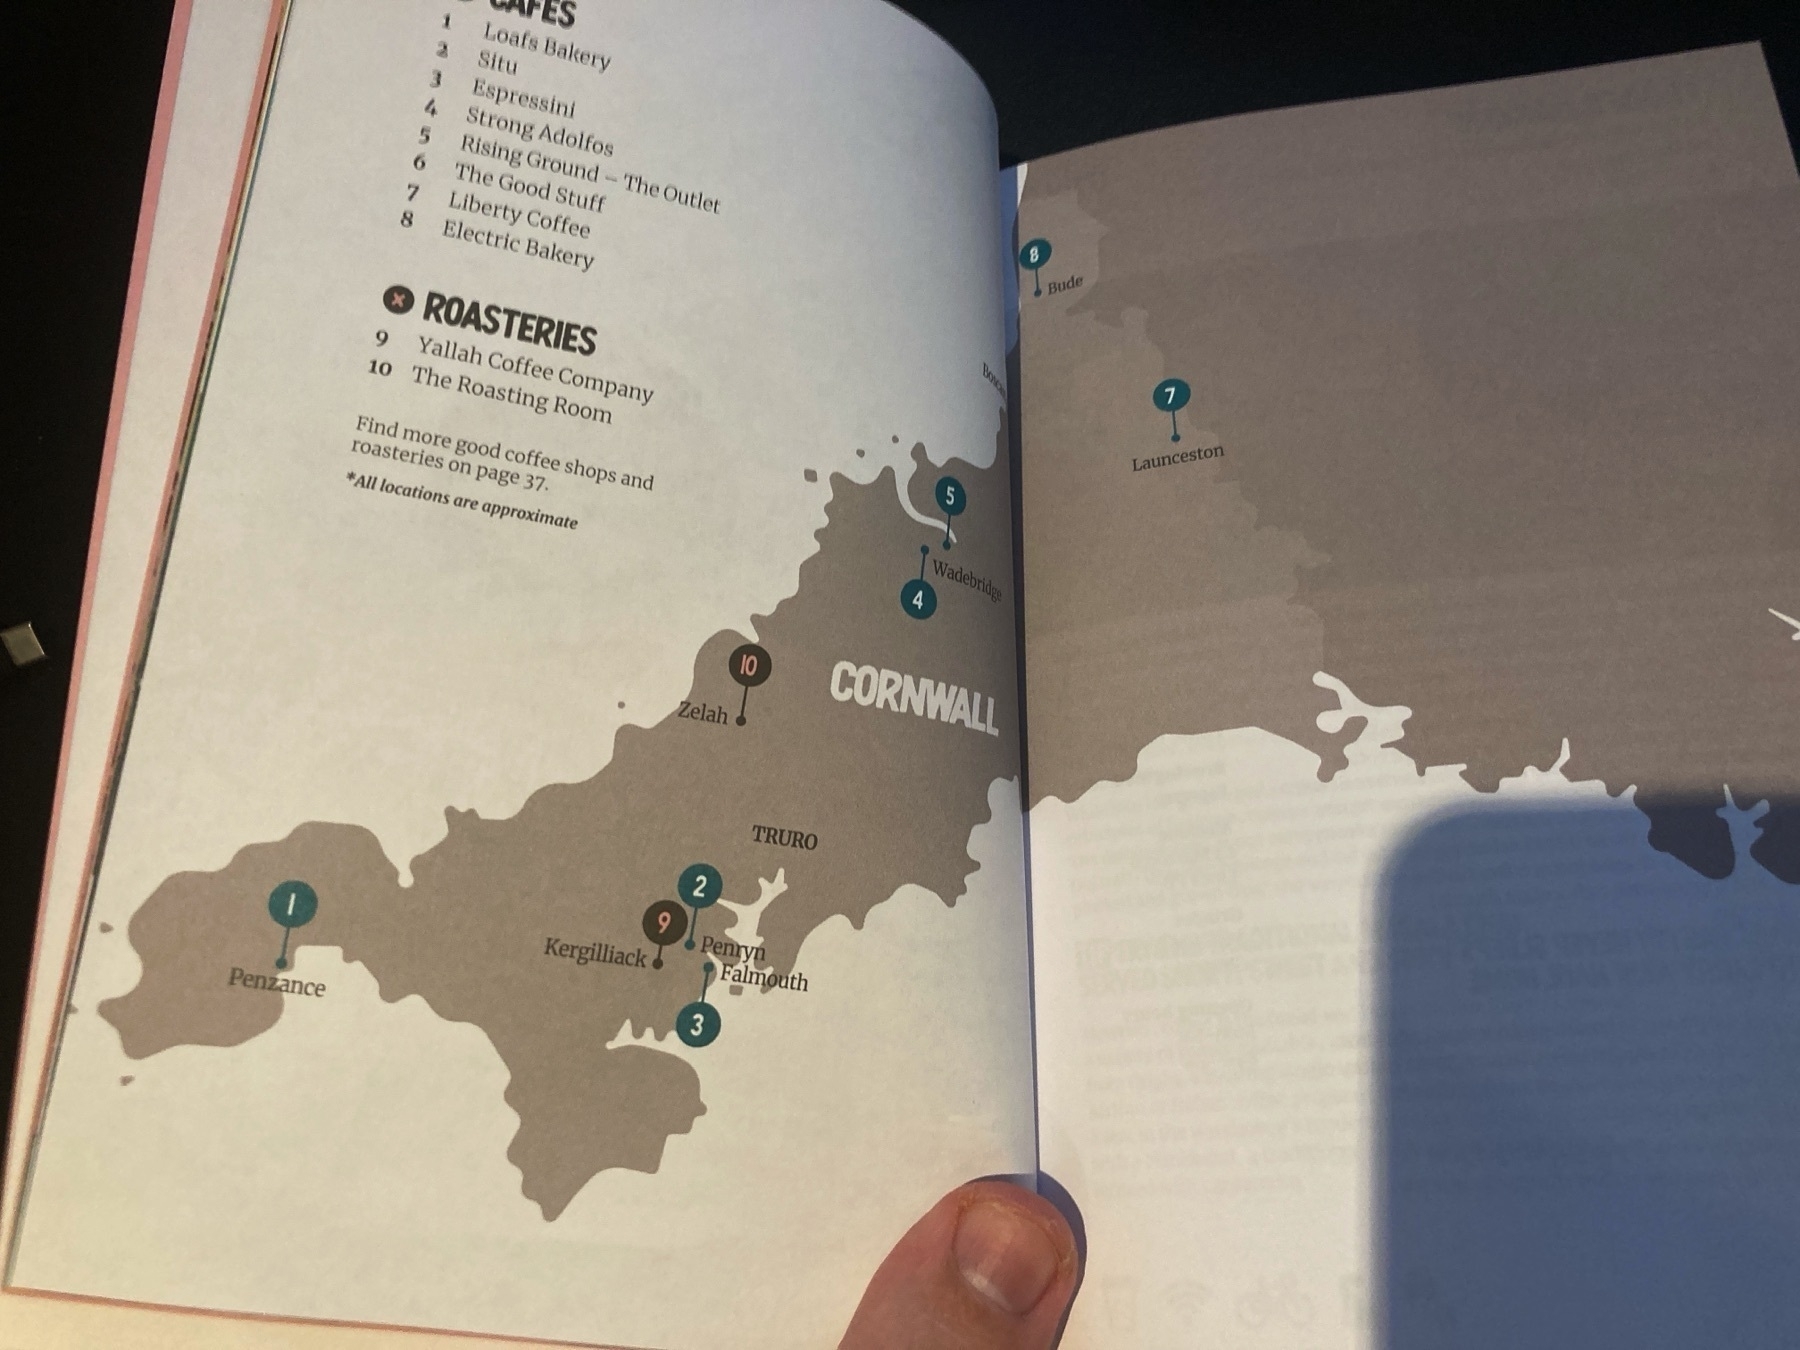 CAFES
1 Loafs Bakery
2 Situ
3 Espressini
4 Strong Adolfos
5 Rising Ground – The Outlet
6 The Good Stuff
7 Liberty Coffee
8 Electric Bakery
x ROASTERIES
9 Yallah Coffee Company
10 The Roasting Room
Find more good coffee shops and
roasteries on page 37.
*All locations are approximate
8
Bude
7
Launceston
5
Wadebridge
4
10
Zelah
CORNWALL
TRURO
2
9
1
Kergilliack
Penryn
Falmouth
Penzance
3